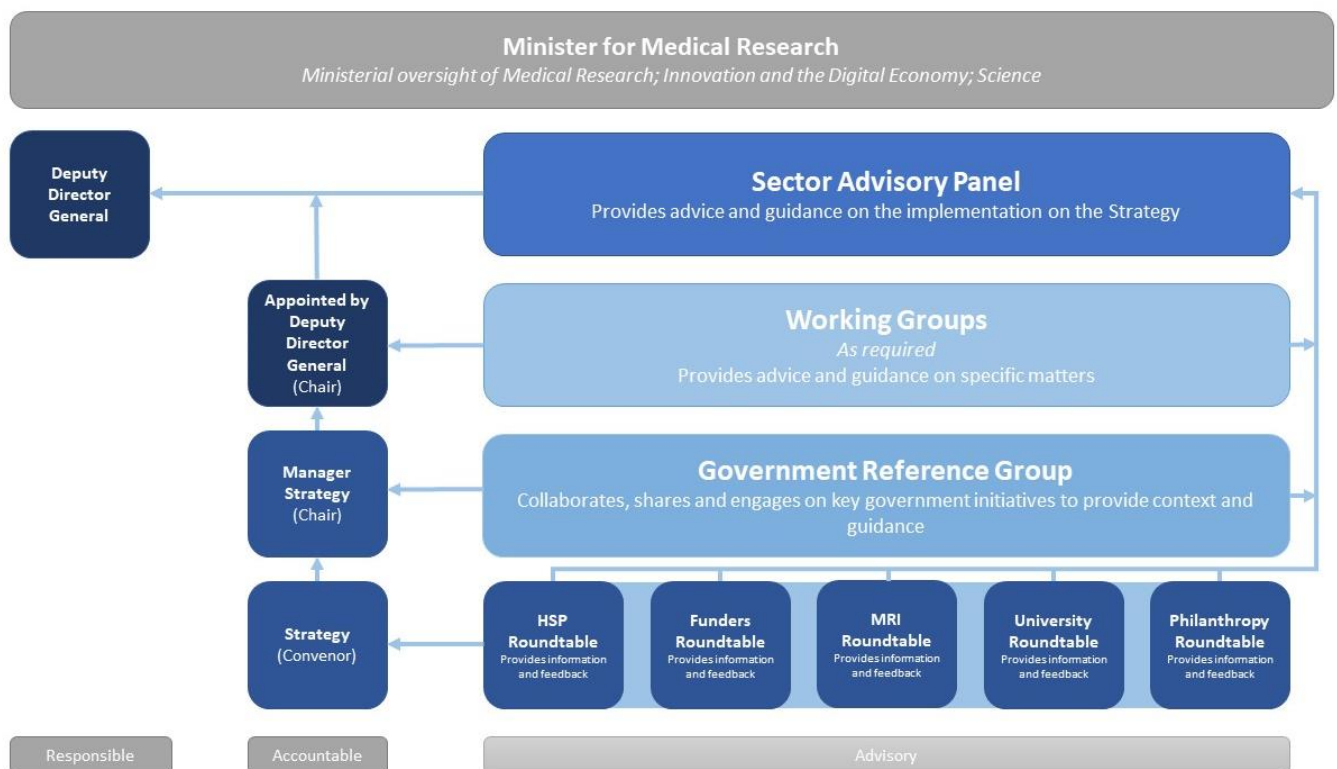 Minister for Medical Research
Ministerial oversight of Medical Research; Innovation and the Digital Economy; Science
Deputy
Director
General
Sector Advisory Panel
Provides advice and guidance on the implementation on the Strategy
Appointed by
Deputy
Director
General
(Chair)
Working Groups
As required
Provides advice and guidance on specific matters
Manager
Strategy
(Chair)
Government Reference Group
Collaborates, shares and engages on key government initiatives to provide context and
guidance
Strategy
(Convenor)
HSP
Roundtable
Provides information
and feedback
Funders
Roundtable
Provides information
and feedback
MRI
Roundtable
Provides information
and feedback
University
Roundtable
Provides information
and feedback
Philanthropy
Roundtable
Provides information
and feedback
Responsible
Accountable
Advisory